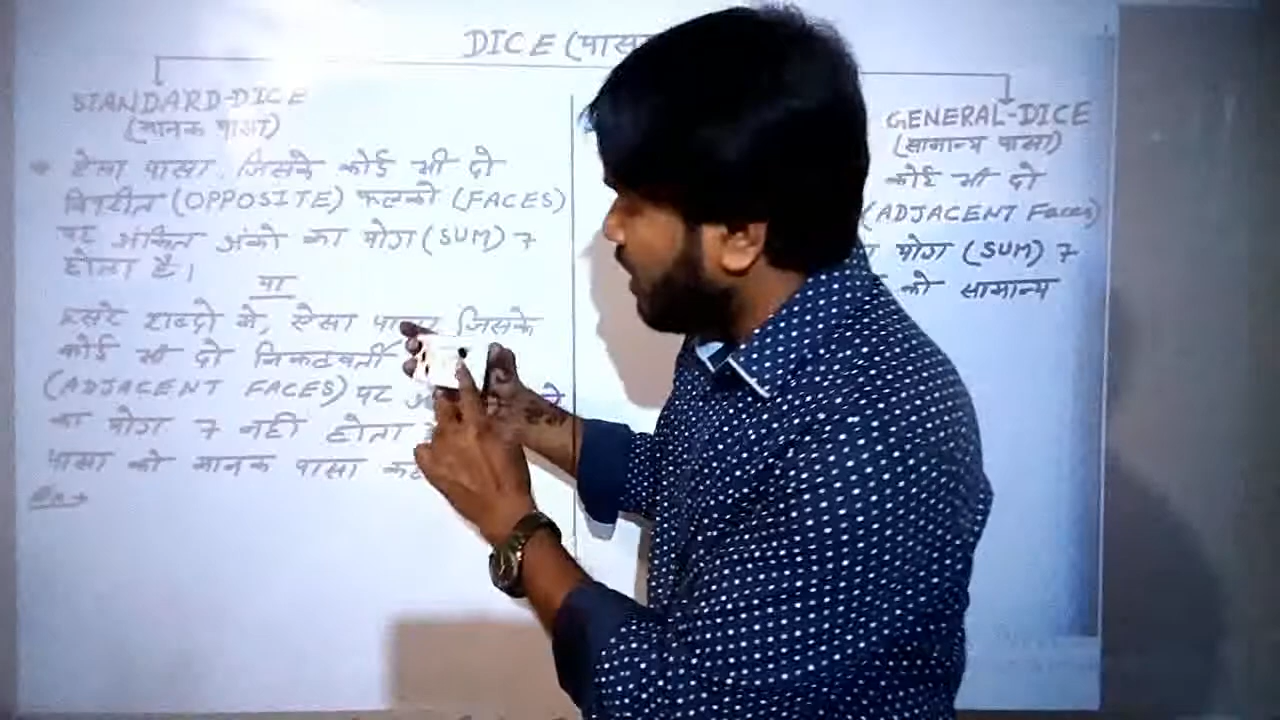 DICE (पास
STANDARD-DICE
(मानक पासा)
ऐसा पासा जिसके कोई भी दो
विपरीत (OPPOSITE) फलको (FACES)
पर अंकित अंको का योग (SUM) 7
होता है।
या
दूसरे शब्दो मे, ऐसा पासा जिसके
कोई भी दो निकटवर्ती
(ADJACENT FACES) पर
का योग 7 नही होता
पासा को मानक पासा
Ex→
GENERAL-DICE
(सामान्य पासा)
कोई भी दो
(ADJACENT Faces)
योग (SUM) 7
को सामान्य